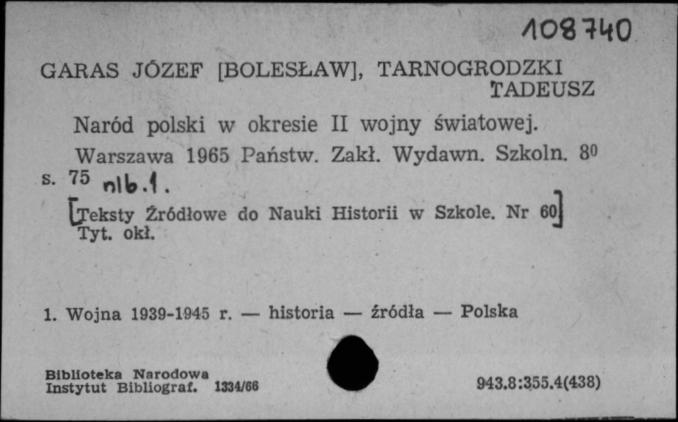 108740
GARAS JÓZEF [BOLESŁAW], TARNOGRODZKI
TADEUSZ
Naród polski w okresie II wojny światowej.
Warszawa 1965 Państw. Zakł. Wydawn. Szkoln. 8⁰
s. 75 nlb. 1.
[Teksty Źródłowe do Nauki Historii w Szkole. Nr 60]
Tyt. okł.
1. Wojna 1939-1945 r. — historia — źródła — Polska
Biblioteka Narodowa
Instytut Bibliograf. 1334/66
943.8:355.4(438)